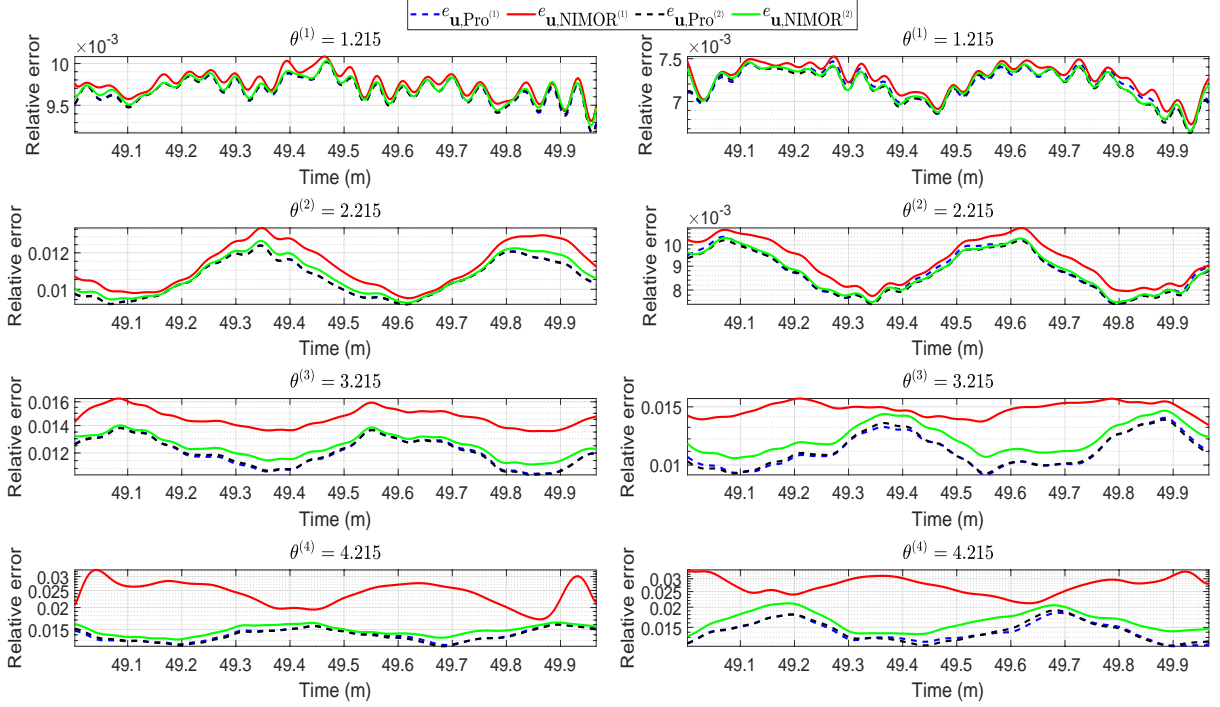 e_{u,Pro^{(1)}} e_{u,NIMOR^{(1)}} e_{u,Pro^{(2)}} e_{u,NIMOR^{(2)}}
θ^{(1)} = 1.215
×10^{-3}
Relative error
10
9.5
49.1 49.2 49.3 49.4 49.5 49.6 49.7 49.8 49.9
Time (m)
θ^{(1)} = 1.215
×10^{-3}
Relative error
7.5
7
49.1 49.2 49.3 49.4 49.5 49.6 49.7 49.8 49.9
Time (m)
θ^{(2)} = 2.215
Relative error
0.012
0.01
49.1 49.2 49.3 49.4 49.5 49.6 49.7 49.8 49.9
Time (m)
θ^{(2)} = 2.215
×10^{-3}
Relative error
10
9
8
49.1 49.2 49.3 49.4 49.5 49.6 49.7 49.8 49.9
Time (m)
θ^{(3)} = 3.215
Relative error
0.016
0.014
0.012
49.1 49.2 49.3 49.4 49.5 49.6 49.7 49.8 49.9
Time (m)
θ^{(3)} = 3.215
Relative error
0.015
0.01
49.1 49.2 49.3 49.4 49.5 49.6 49.7 49.8 49.9
Time (m)
θ^{(4)} = 4.215
Relative error
0.03
0.02
0.015
49.1 49.2 49.3 49.4 49.5 49.6 49.7 49.8 49.9
Time (m)
θ^{(4)} = 4.215
Relative error
0.03
0.02
0.015
49.1 49.2 49.3 49.4 49.5 49.6 49.7 49.8 49.9
Time (m)